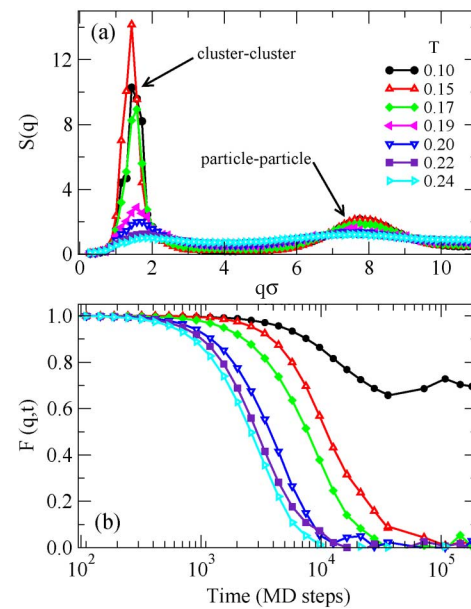 (a)
14
12
8
4
0
S(q)
cluster-cluster
particle-particle
T
0.10
0.15
0.17
0.19
0.20
0.22
0.24
0 2 4 6 8 10
qσ
1.0
0.8
0.6
0.4
0.2
0.0
F (q,t)
(b)
10² 10³ 10⁴ 10⁵
Time (MD steps)